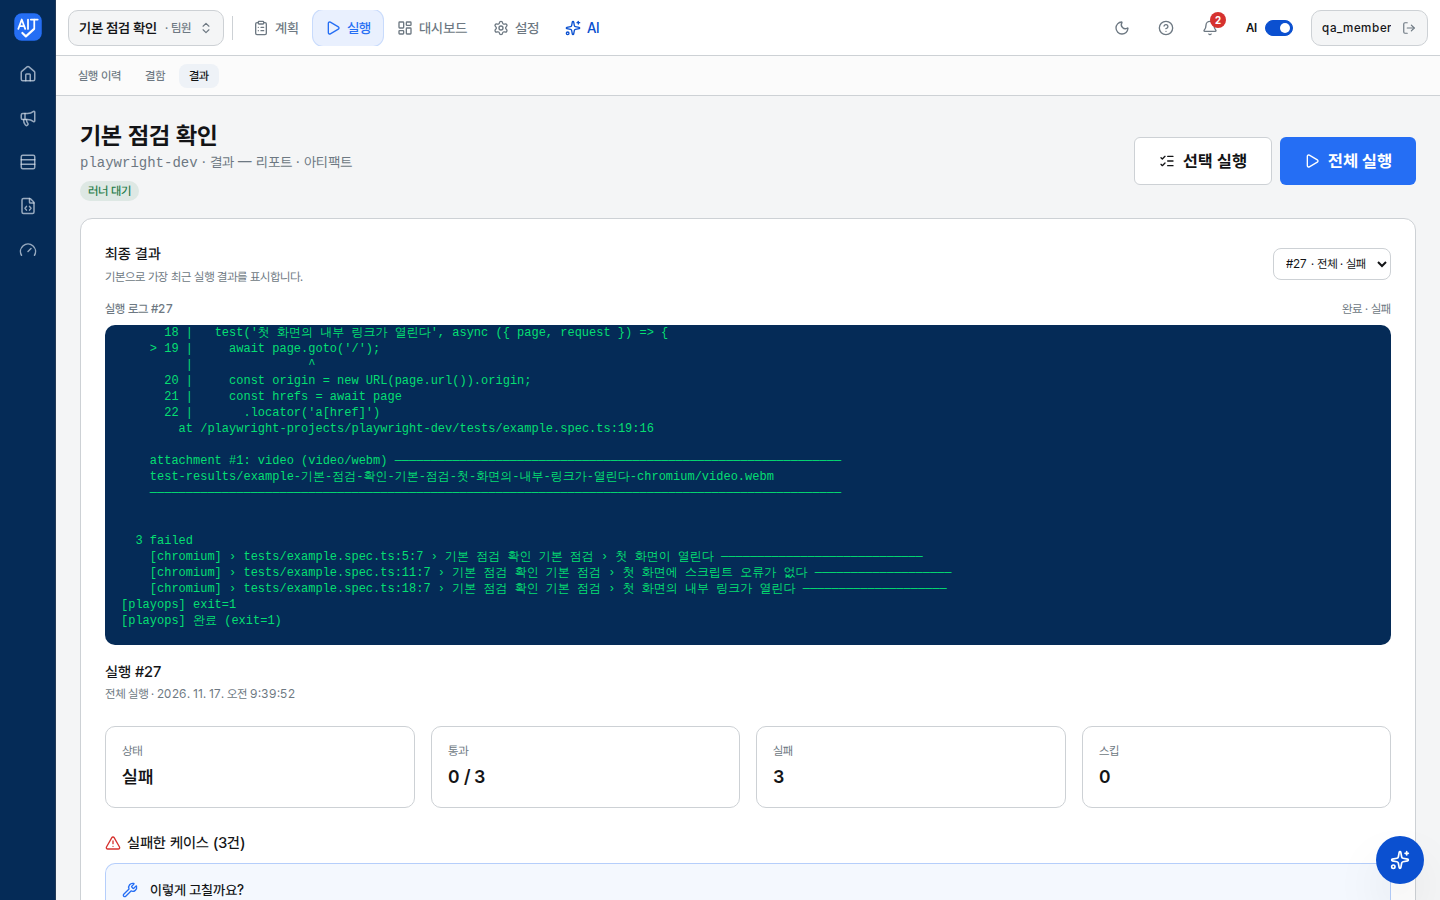 AIT
기본 점검 확인 · 팀원
계획
실행
대시보드
설정
AI
2
AI
qa_member
실행 이력
결함
결과
기본 점검 확인
playwright-dev · 결과 — 리포트 · 아티팩트
러너 대기
선택 실행
전체 실행
최종 결과
기본으로 가장 최근 실행 결과를 표시합니다.
#27 · 전체 · 실패
실행 로그 #27
완료 · 실패
18 |   test('첫 화면의 내부 링크가 열린다', async ({ page, request }) => {
> 19 |     await page.goto('/');
|                ^
20 |     const origin = new URL(page.url()).origin;
21 |     const hrefs = await page
22 |       .locator('a[href]')
at /playwright-projects/playwright-dev/tests/example.spec.ts:19:16
attachment #1: video (video/webm) ──────────────────────────────
test-results/example-기본-점검-확인-기본-점검-첫-화면의-내부-링크가-열린다-chromium/video.webm
────────────────────────────────────────
3 failed
[chromium] › tests/example.spec.ts:5:7 › 기본 점검 확인 기본 점검 › 첫 화면이 열린다 ────────────────────
[chromium] › tests/example.spec.ts:11:7 › 기본 점검 확인 기본 점검 › 첫 화면에 스크립트 오류가 없다 ───────────────
[chromium] › tests/example.spec.ts:18:7 › 기본 점검 확인 기본 점검 › 첫 화면의 내부 링크가 열린다 ────────────────
[playops] exit=1
[playops] 완료 (exit=1)
실행 #27
전체 실행 · 2026. 11. 17. 오전 9:39:52
상태
실패
통과
0 / 3
실패
3
스킵
0
실패한 케이스 (3건)
이렇게 고칠까요?